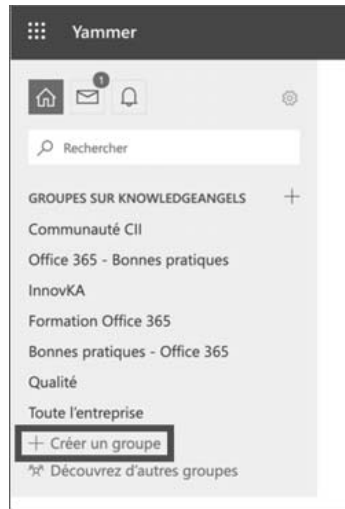 Yammer
1
Rechercher
GROUPES SUR KNOWLEDGEANGELS
Communauté CII
Office 365 - Bonnes pratiques
InnovKA
Formation Office 365
Bonnes pratiques - Office 365
Qualité
Toute l'entreprise
+ Créer un groupe
Découvrez d'autres groupes